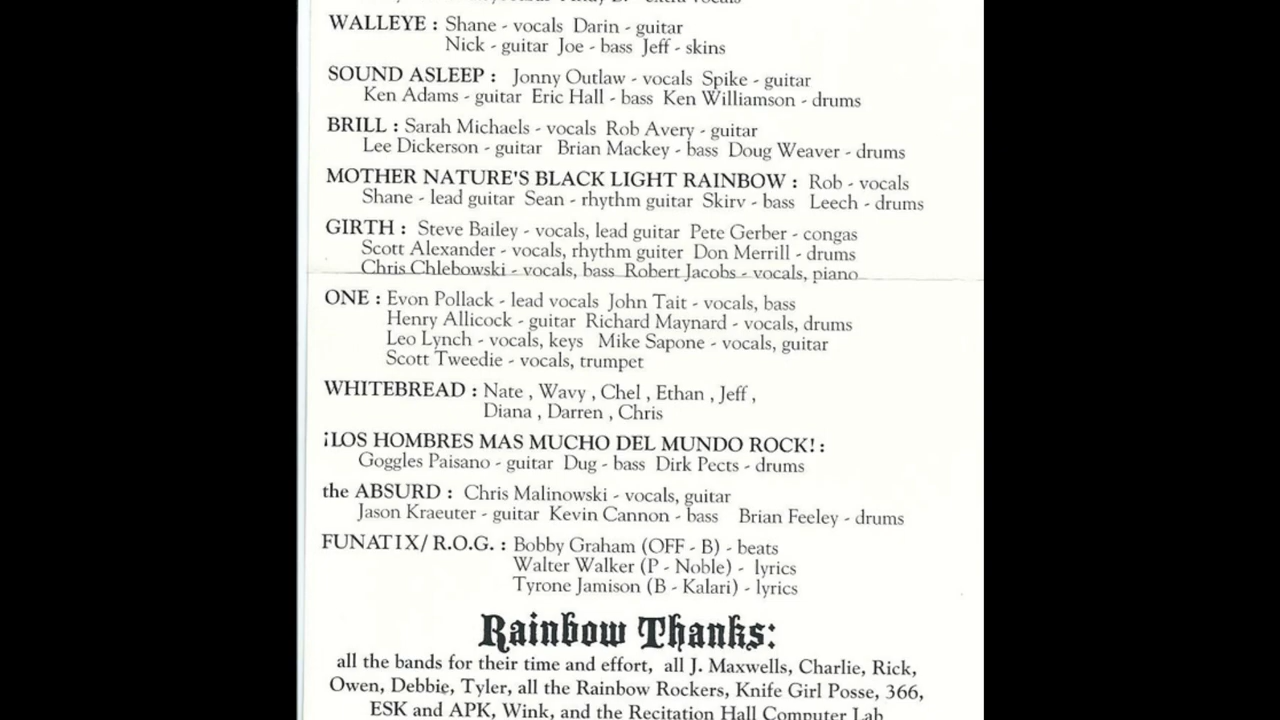 WALLEYE : Shane - vocals Darin - guitar
Nick - guitar Joe - bass Jeff - skins
SOUND ASLEEP : Jonny Outlaw - vocals Spike - guitar
Ken Adams - guitar Eric Hall - bass Ken Williamson - drums
BRILL : Sarah Michaels - vocals Rob Avery - guitar
Lee Dickerson - guitar Brian Mackey - bass Doug Weaver - drums
MOTHER NATURE'S BLACK LIGHT RAINBOW : Rob - vocals
Shane - lead guitar Sean - rhythm guitar Skirv - bass Leech - drums
GIRTH : Steve Bailey - vocals, lead guitar Pete Gerber - congas
Scott Alexander - vocals, rhythm guiter Don Merrill - drums
Chris Chlebowski - vocals, bass Robert Jacobs - vocals, piano
ONE : Evon Pollack - lead vocals John Tait - vocals, bass
Henry Allicock - guitar Richard Maynard - vocals, drums
Leo Lynch - vocals, keys Mike Sapone - vocals, guitar
Scott Tweedie - vocals, trumpet
WHITEBREAD : Nate , Wavy , Chel , Ethan , Jeff ,
Diana , Darren , Chris
¡LOS HOMBRES MAS MUCHO DEL MUNDO ROCK! :
Goggles Paisano - guitar Dug - bass Dirk Pects - drums
the ABSURD : Chris Malinowski - vocals, guitar
Jason Kraeuter - guitar Kevin Cannon - bass Brian Feeley - drums
FUNATIX/ R.O.G. : Bobby Graham (OFF - B) - beats
Walter Walker (P - Noble) - lyrics
Tyrone Jamison (B - Kalari) - lyrics
Rainbow Thanks:
all the bands for their time and effort, all J. Maxwells, Charlie, Rick,
Owen, Debbie, Tyler, all the Rainbow Rockers, Knife Girl Posse, 366,
ESK and APK, Wink, and the Recitation Hall Computer Lab